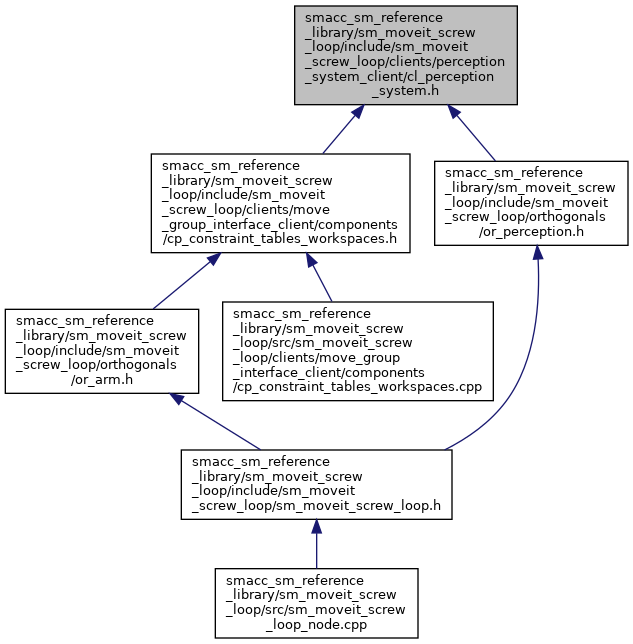 smacc_sm_reference
_library/sm_moveit_screw
_loop/include/sm_moveit
_screw_loop/clients/perception
_system_client/cl_perception
_system.h
smacc_sm_reference
_library/sm_moveit_screw
_loop/include/sm_moveit
_screw_loop/clients/move
_group_interface_client/components
/cp_constraint_tables_workspaces.h
smacc_sm_reference
_library/sm_moveit_screw
_loop/include/sm_moveit
_screw_loop/orthogonals
/or_perception.h
smacc_sm_reference
_library/sm_moveit_screw
_loop/include/sm_moveit
_screw_loop/orthogonals
/or_arm.h
smacc_sm_reference
_library/sm_moveit_screw
_loop/src/sm_moveit_screw
_loop/clients/move_group
_interface_client/components
/cp_constraint_tables_workspaces.cpp
smacc_sm_reference
_library/sm_moveit_screw
_loop/include/sm_moveit
_screw_loop/sm_moveit_screw_loop.h
smacc_sm_reference
_library/sm_moveit_screw
_loop/src/sm_moveit_screw
_loop_node.cpp